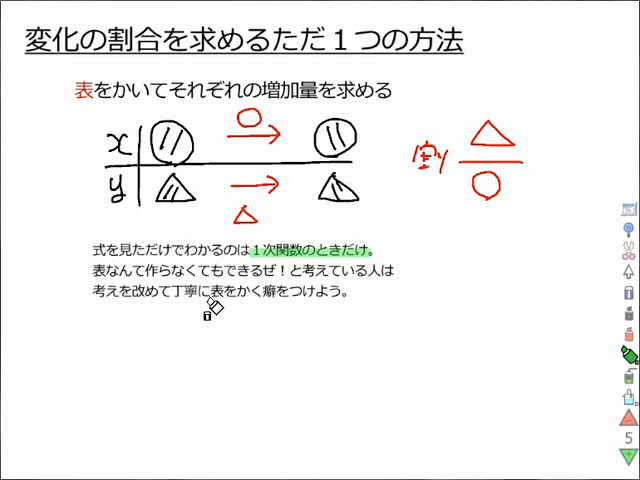 変化の割合を求めるただ１つの方法
表をかいてそれぞれの増加量を求める
x
y
式を見ただけでわかるのは１次関数のときだけ。
表なんて作らなくてもできるぜ！と考えている人は
考えを改めて丁寧に表をかく癖をつけよう。
5